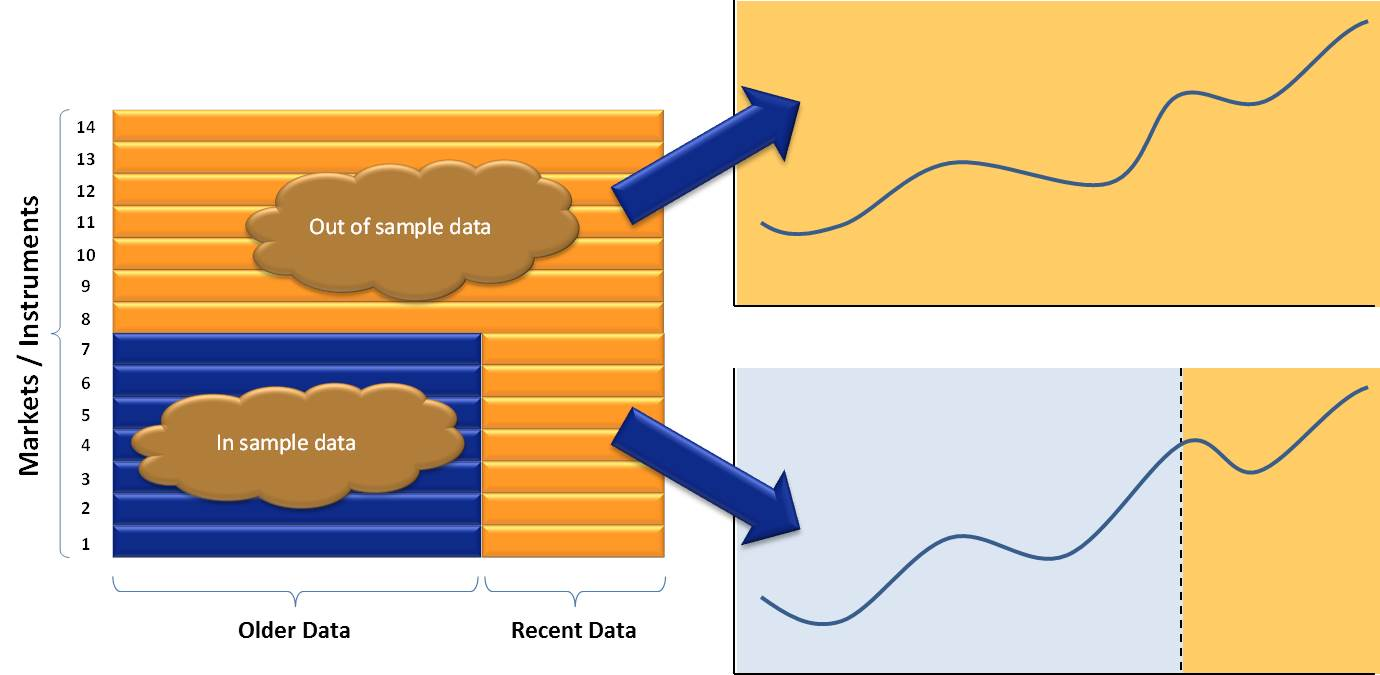 Markets / Instruments
14
13
12
11
10
9
8
7
6
5
4
3
2
1
Out of sample data
In sample data
Older Data
Recent Data